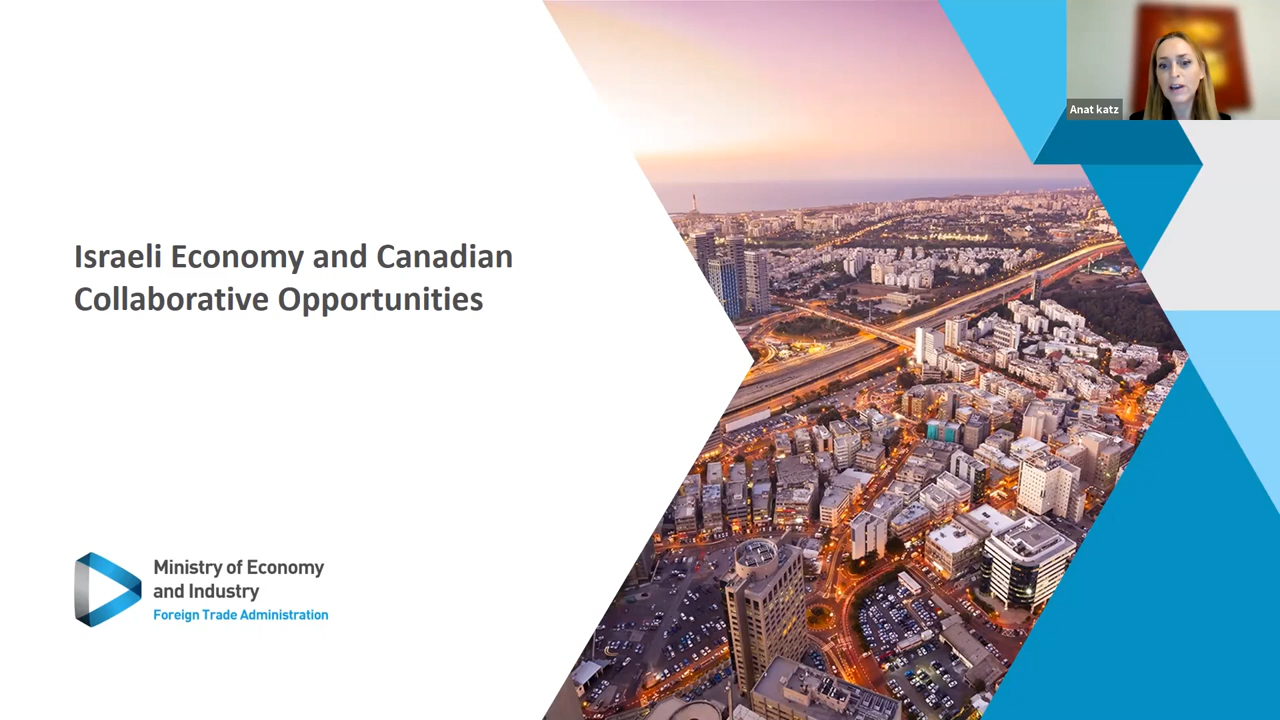 Anat katz
Israeli Economy and Canadian
Collaborative Opportunities
Ministry of Economy
and Industry
Foreign Trade Administration